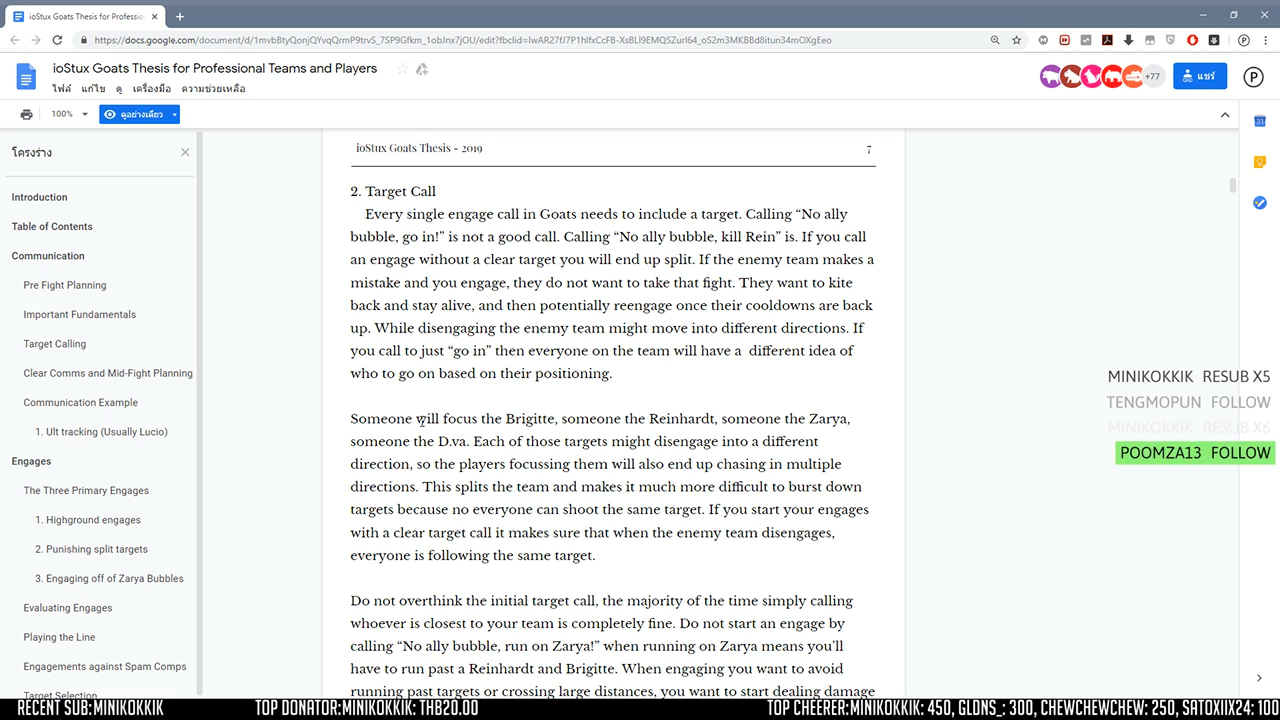 ioStux Goats Thesis for Professio
https://docs.google.com/document/d/1mvbBtyQonjQYvqQrmP9trvS_7SP9Gfkm_1obJnx7jOU/edit?fbclid=IwAR27fJ7P1hlfxCcFB-XsBLl9EMQSZurl64_oS2m3MKBBd8itun34mOXgEeo
ioStux Goats Thesis for Professional Teams and Players
ไฟล์ แก้ไข ดู เครื่องมือ ความช่วยเหลือ
+77
แชร์
P
100%
ดูอย่างเดียว
โครงร่าง
Introduction
Table of Contents
Communication
Pre Fight Planning
Important Fundamentals
Target Calling
Clear Comms and Mid-Fight Planning
Communication Example
1. Ult tracking (Usually Lucio)
Engages
The Three Primary Engages
1. Highground engages
2. Punishing split targets
3. Engaging off of Zarya Bubbles
Evaluating Engages
Playing the Line
Engagements against Spam Comps
Target Selection
ioStux Goats Thesis - 2019 7
2. Target Call
Every single engage call in Goats needs to include a target. Calling “No ally
bubble, go in!” is not a good call. Calling “No ally bubble, kill Rein” is. If you call
an engage without a clear target you will end up split. If the enemy team makes a
mistake and you engage, they do not want to take that fight. They want to kite
back and stay alive, and then potentially reengage once their cooldowns are back
up. While disengaging the enemy team might move into different directions. If
you call to just “go in” then everyone on the team will have a different idea of
who to go on based on their positioning.
Someone will focus the Brigitte, someone the Reinhardt, someone the Zarya,
someone the D.va. Each of those targets might disengage into a different
direction, so the players focussing them will also end up chasing in multiple
directions. This splits the team and makes it much more difficult to burst down
targets because no everyone can shoot the same target. If you start your engages
with a clear target call it makes sure that when the enemy team disengages,
everyone is following the same target.
Do not overthink the initial target call, the majority of the time simply calling
whoever is closest to your team is completely fine. Do not start an engage by
calling “No ally bubble, run on Zarya!” when running on Zarya means you’ll
have to run past a Reinhardt and Brigitte. When engaging you want to avoid
running past targets or crossing large distances, you want to start dealing damage
MINIKOKKIK RESUB X5
TENGMOPUN FOLLOW
MINIKOKKIK RESUB X6
POOMZA13 FOLLOW
RECENT SUB:MINIKOKKIK TOP DONATOR:MINIKOKKIK: THB20.00 TOP CHEERER:MINIKOKKIK: 450, GLDNS_: 300, CHEWCHEWCHEW: 250, SATOXIIX24: 100